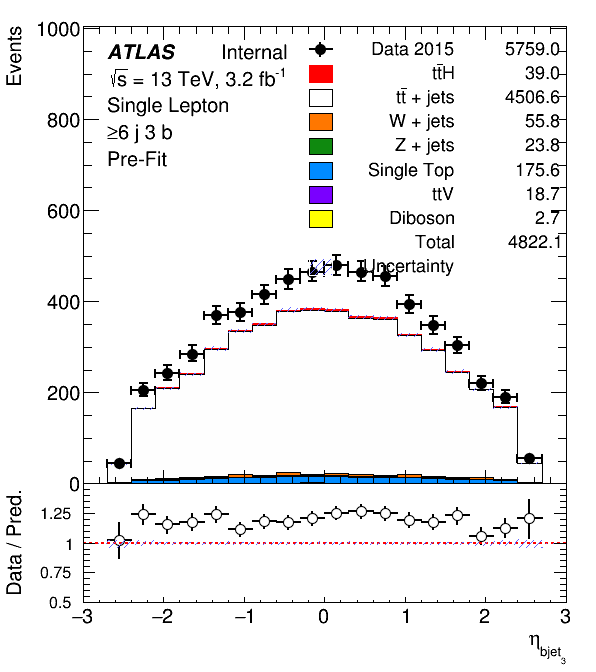 Events
1000
800
600
400
200
0
ATLAS Internal
√s = 13 TeV, 3.2 fb-1
Single Lepton
≥6 j 3 b
Pre-Fit
Data 2015 5759.0
tt̄H 39.0
tt̄ + jets 4506.6
W + jets 55.8
Z + jets 23.8
Single Top 175.6
ttV 18.7
Diboson 2.7
Total 4822.1
Uncertainty
Data / Pred.
1.25
1
0.75
0.5
−3 −2 −1 0 1 2 3
ηbjet3